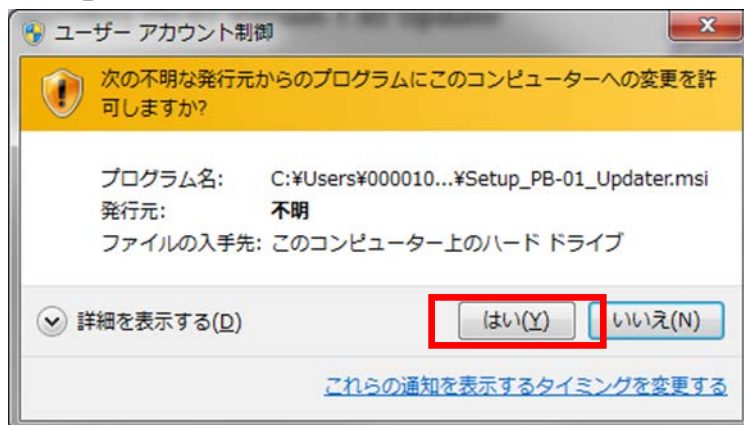 ユーザー アカウント制御
次の不明な発行元からのプログラムにこのコンピューターへの変更を許
可しますか?
プログラム名: C:¥Users¥000010...¥Setup_PB-01_Updater.msi
発行元: 不明
ファイルの入手先: このコンピューター上のハード ドライブ
詳細を表示する(D) はい(Y) いいえ(N)
これらの通知を表示するタイミングを変更する